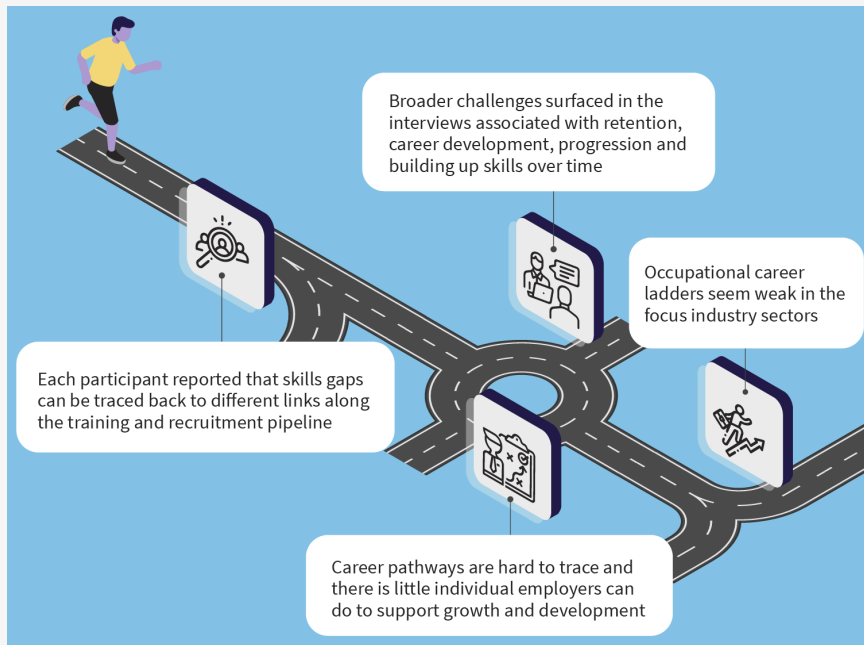 Broader challenges surfaced in the
interviews associated with retention,
career development, progression and
building up skills over time
Occupational career
ladders seem weak in the
focus industry sectors
Each participant reported that skills gaps
can be traced back to different links along
the training and recruitment pipeline
Career pathways are hard to trace and
there is little individual employers can
do to support growth and development